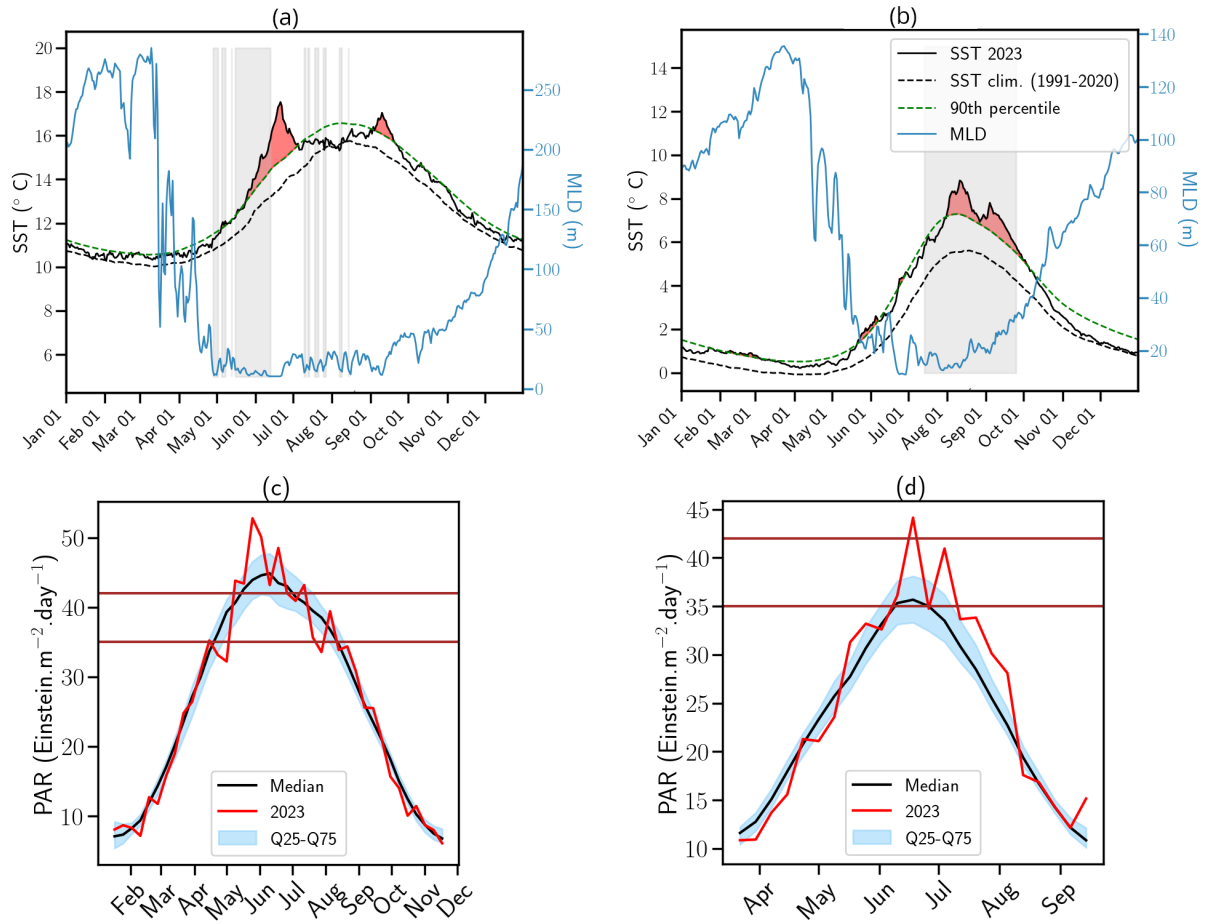 (a)
20
18
16
14
12
10
8
6
SST (° C)
250
200
150
100
50
0
MLD (m)
Jan 01
Feb 01
Mar 01
Apr 01
May 01
Jun 01
Jul 01
Aug 01
Sep 01
Oct 01
Nov 01
Dec 01
(b)
14
12
10
8
6
4
2
0
SST (° C)
SST 2023
SST clim. (1991-2020)
90th percentile
MLD
140
120
100
80
60
40
20
MLD (m)
Jan 01
Feb 01
Mar 01
Apr 01
May 01
Jun 01
Jul 01
Aug 01
Sep 01
Oct 01
Nov 01
Dec 01
(c)
50
40
30
20
10
PAR (Einstein.m⁻².day⁻¹)
Median
2023
Q25-Q75
Feb
Mar
Apr
May
Jun
Jul
Aug
Sep
Oct
Nov
Dec
(d)
45
40
35
30
25
20
15
10
PAR (Einstein.m⁻².day⁻¹)
Median
2023
Q25-Q75
Apr
May
Jun
Jul
Aug
Sep